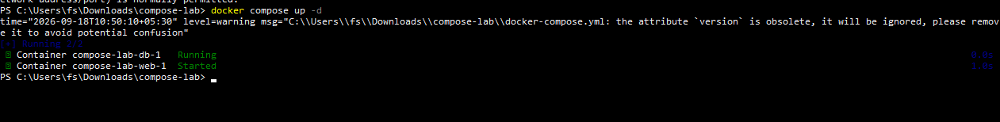 etwork address/port) is normally permitted.
PS C:\Users\fs\Downloads\compose-lab> docker compose up -d
time="2026-09-18T10:50:10+05:30" level=warning msg="C:\\Users\\fs\\Downloads\\compose-lab\\docker-compose.yml: the attribute `version` is obsolete, it will be ignored, please remov
e it to avoid potential confusion"
[+] Running 2/2
Container compose-lab-db-1 Running 0.0s
Container compose-lab-web-1 Started 1.0s
PS C:\Users\fs\Downloads\compose-lab>